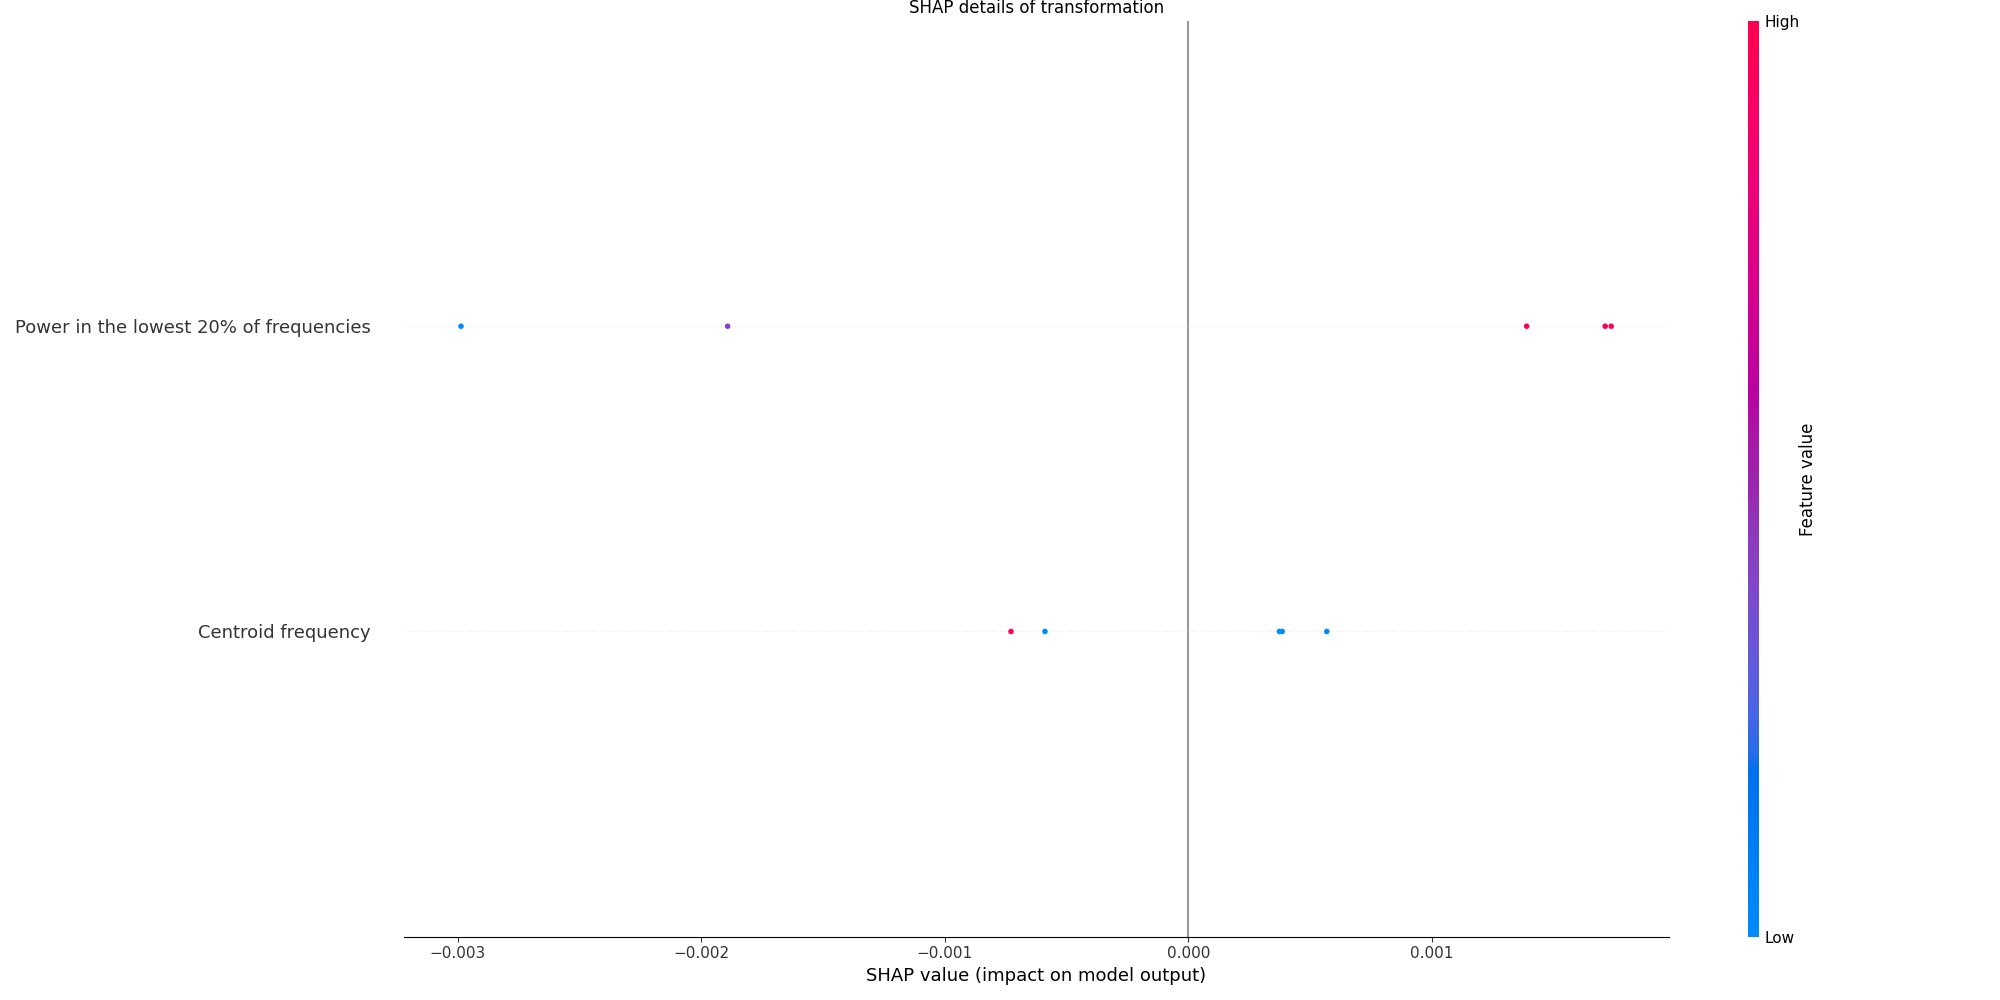 SHAP details of transformation
High
Power in the lowest 20% of frequencies
Feature value
Centroid frequency
Low
−0.003
−0.002
−0.001
0.000
0.001
SHAP value (impact on model output)